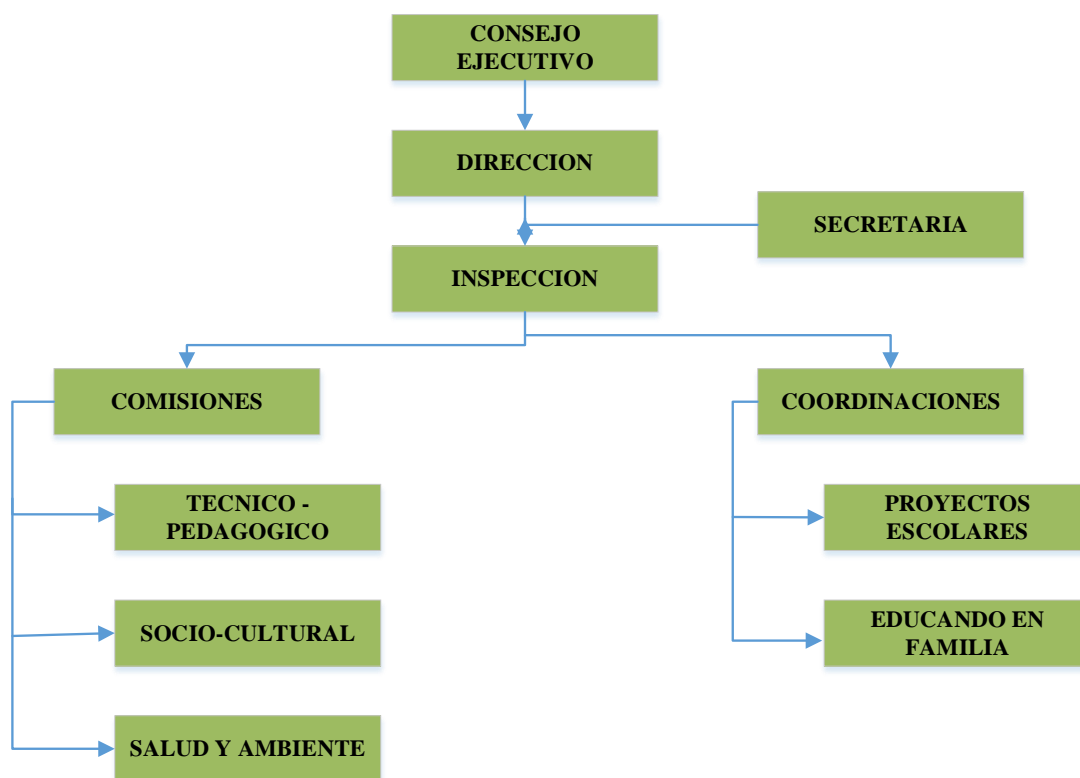 CONSEJO
EJECUTIVO
DIRECCION
SECRETARIA
INSPECCION
COMISIONES
COORDINACIONES
TECNICO -
PEDAGOGICO
PROYECTOS
ESCOLARES
SOCIO-CULTURAL
EDUCANDO EN
FAMILIA
SALUD Y AMBIENTE